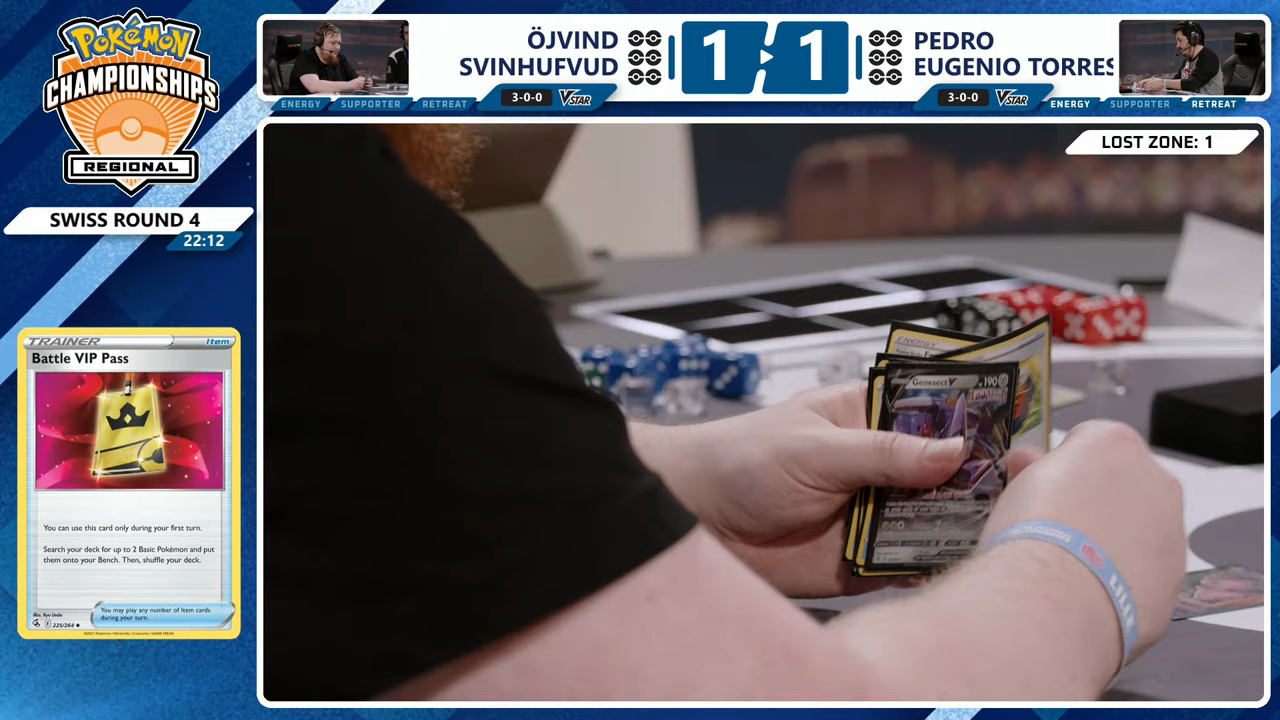 Pokémon
CHAMPIONSHIPS
REGIONAL
SWISS ROUND 4
22:12
ÖJVIND
SVINHUFVUD
1
1
PEDRO
EUGENIO TORRES
ENERGY
SUPPORTER
RETREAT
3-0-0
VSTAR
3-0-0
VSTAR
ENERGY
SUPPORTER
RETREAT
LOST ZONE: 1
TRAINER
Item
Battle VIP Pass
You can use this card only during your first turn.
Search your deck for up to 2 Basic Pokémon and put
them onto your Bench. Then, shuffle your deck.
You may play any number of Item cards
during your turn.
225/264
ENERGY
Genesect V
190